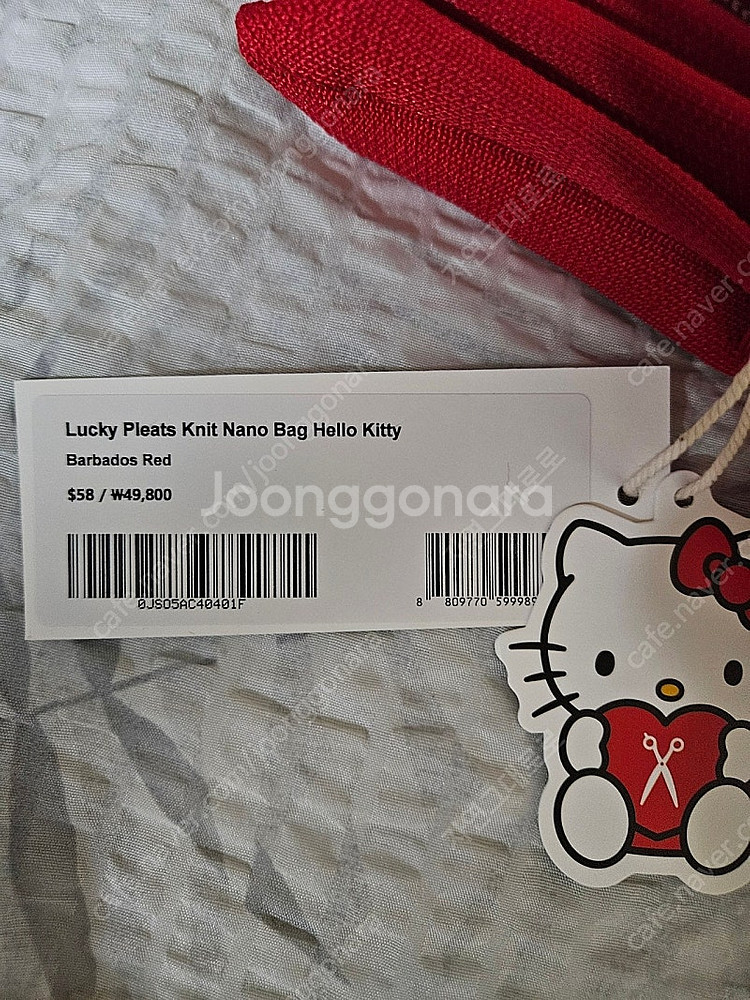 Lucky Pleats Knit Nano Bag Hello Kitty
Barbados Red
$58 / ₩49,800
Joonggonara
0JS05AC40401F
8 809770 599989
cafe.naver.com/joonggonara